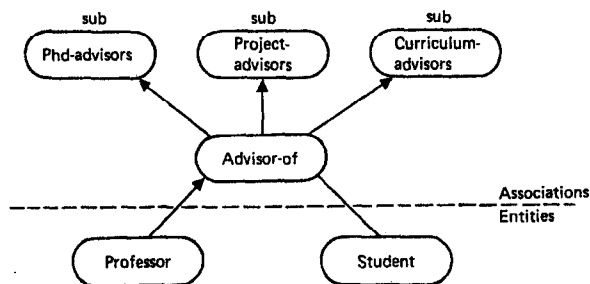 sub
sub
sub
Phd-advisors
Project-
advisors
Curriculum-
advisors
Advisor-of
Associations
Entities
Professor
Student